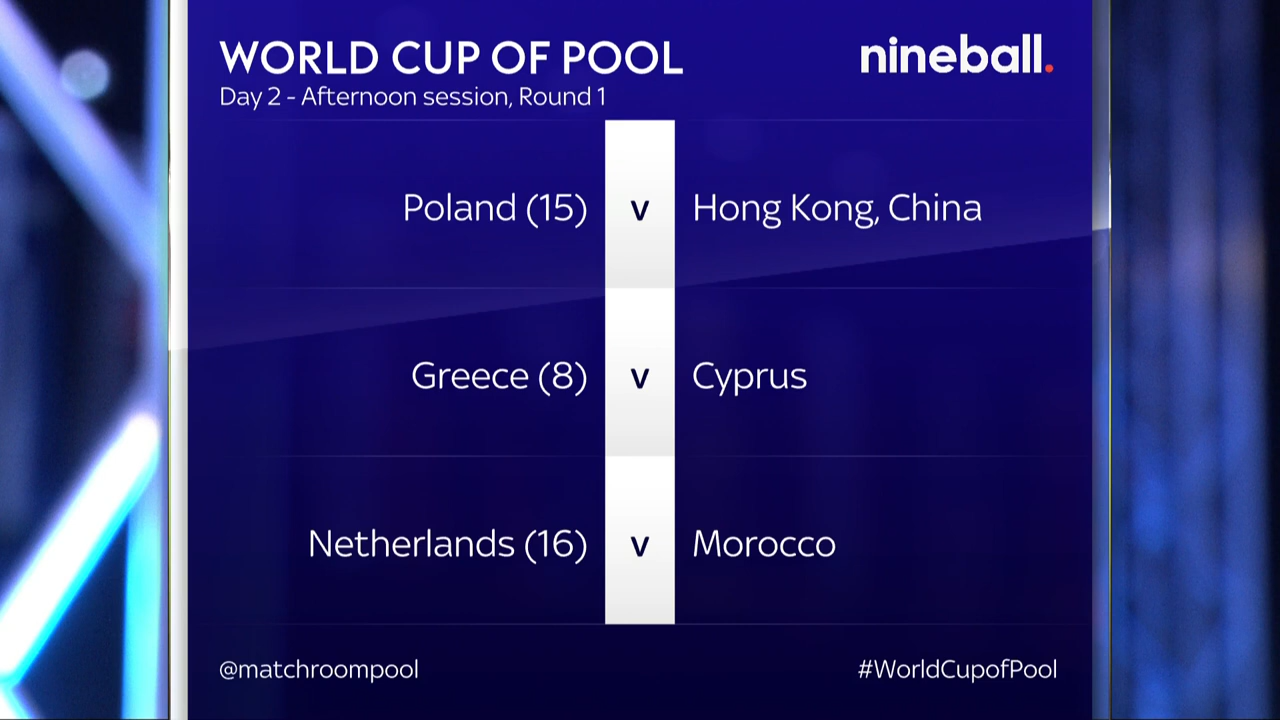 WORLD CUP OF POOL
nineball.
Day 2 - Afternoon session, Round 1
Poland (15) v Hong Kong, China
Greece (8) v Cyprus
Netherlands (16) v Morocco
@matchroompool
#WorldCupofPool